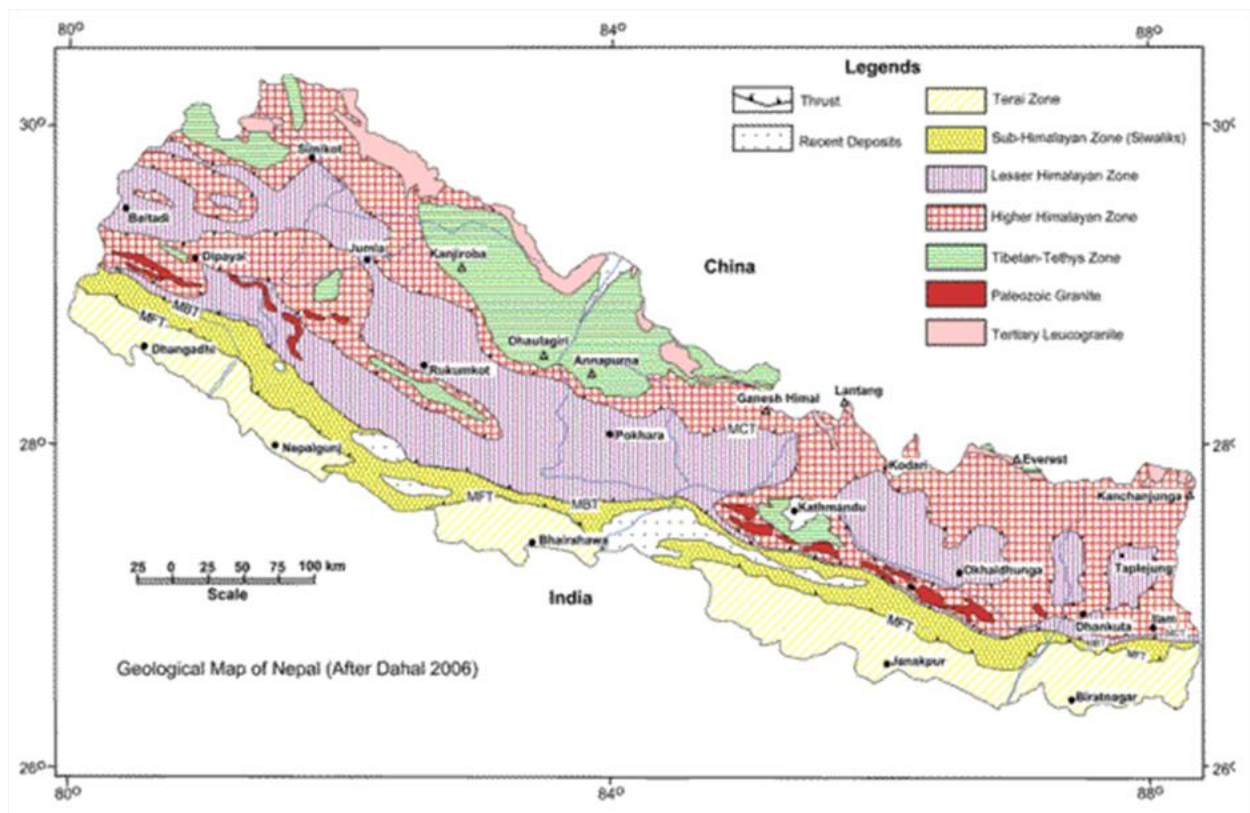 80° 84° 88°
Legends
Thrust
Recent Deposits
Terai Zone
Sub-Himalayan Zone (Siwaliks)
Lesser Himalayan Zone
Higher Himalayan Zone
Tibetan-Tethys Zone
Paleozoic Granite
Tertiary Leucogranite
30° 30°
Simikot
Baitadi
Dipayal
Jumla
Kanjiroba
China
MBT
MFT
Dhangadhi
Dhaulagiri
Annapurna
Rukumkot
Ganesh Himal
Lantang
28° 28°
Nepalgunj
Pokhara
MCT
Kodari
Everest
Kanchanjunga
MFT
MBT
Kathmandu
Bhairahawa
Okhaldhunga
Taplejung
25 0 25 50 100 km
Scale
India
MFT
Dhankuta
Ilam
MBT
MCT
MFT
Geological Map of Nepal (After Dahal 2006)
Janakpur
Biratnagar
26° 26°
80° 84° 88°